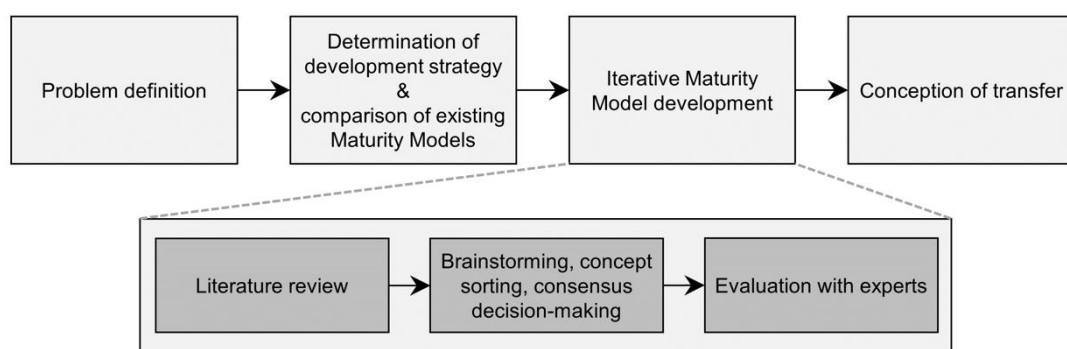 Problem definition
Determination of
development strategy
&
comparison of existing
Maturity Models
Iterative Maturity
Model development
Conception of transfer
Literature review
Brainstorming, concept
sorting, consensus
decision-making
Evaluation with experts